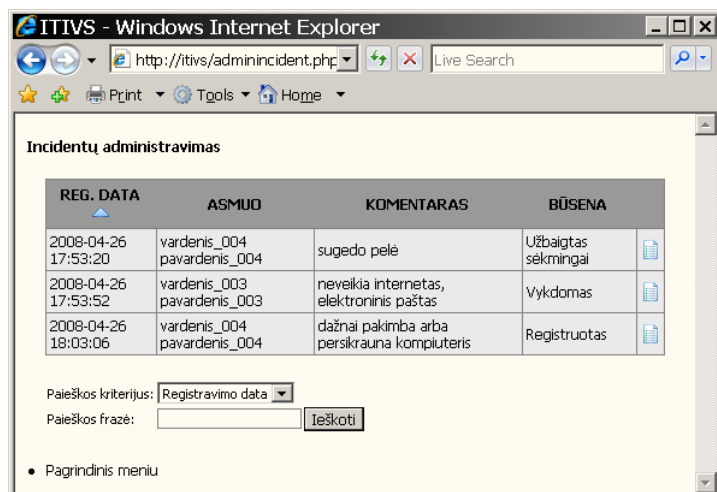 ITIVS - Windows Internet Explorer
http://itivs/adminincident.php
Live Search
Print Tools Home
Incidentų administravimas
REG. DATA ASMUO KOMENTARAS BŪSENA
2008-04-26 vardenis_004 sugedo pelė Užbaigtas
17:53:20 pavardenis_004 sėkmingai
2008-04-26 vardenis_003 neveikia internetas, Vykdomas
17:53:52 pavardenis_003 elektroninis paštas
2008-04-26 vardenis_004 dažnai pakimba arba Registruotas
18:03:06 pavardenis_004 persikrauna kompiuteris
Paieškos kriterijus: Registravimo data
Paieškos frazė: Ieškoti
• Pagrindinis meniu